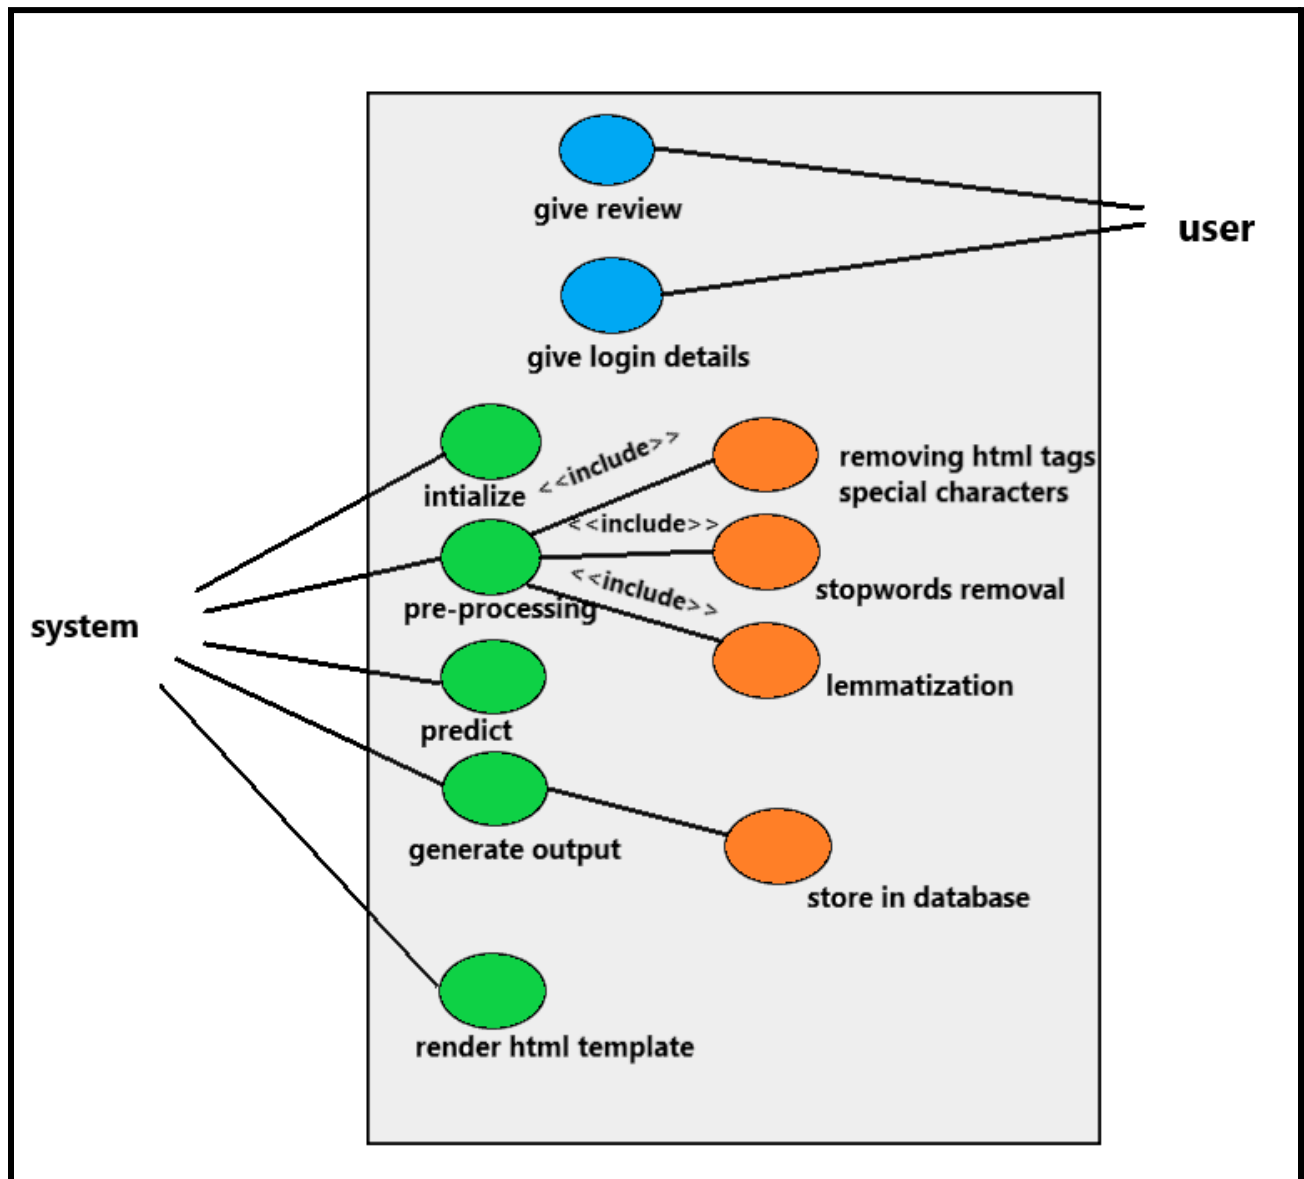 give review
user
give login details
intialize
<<include>>
removing html tags
special characters
<<include>>
pre-processing
<<include>>
stopwords removal
system
lemmatization
predict
generate output
store in database
render html template